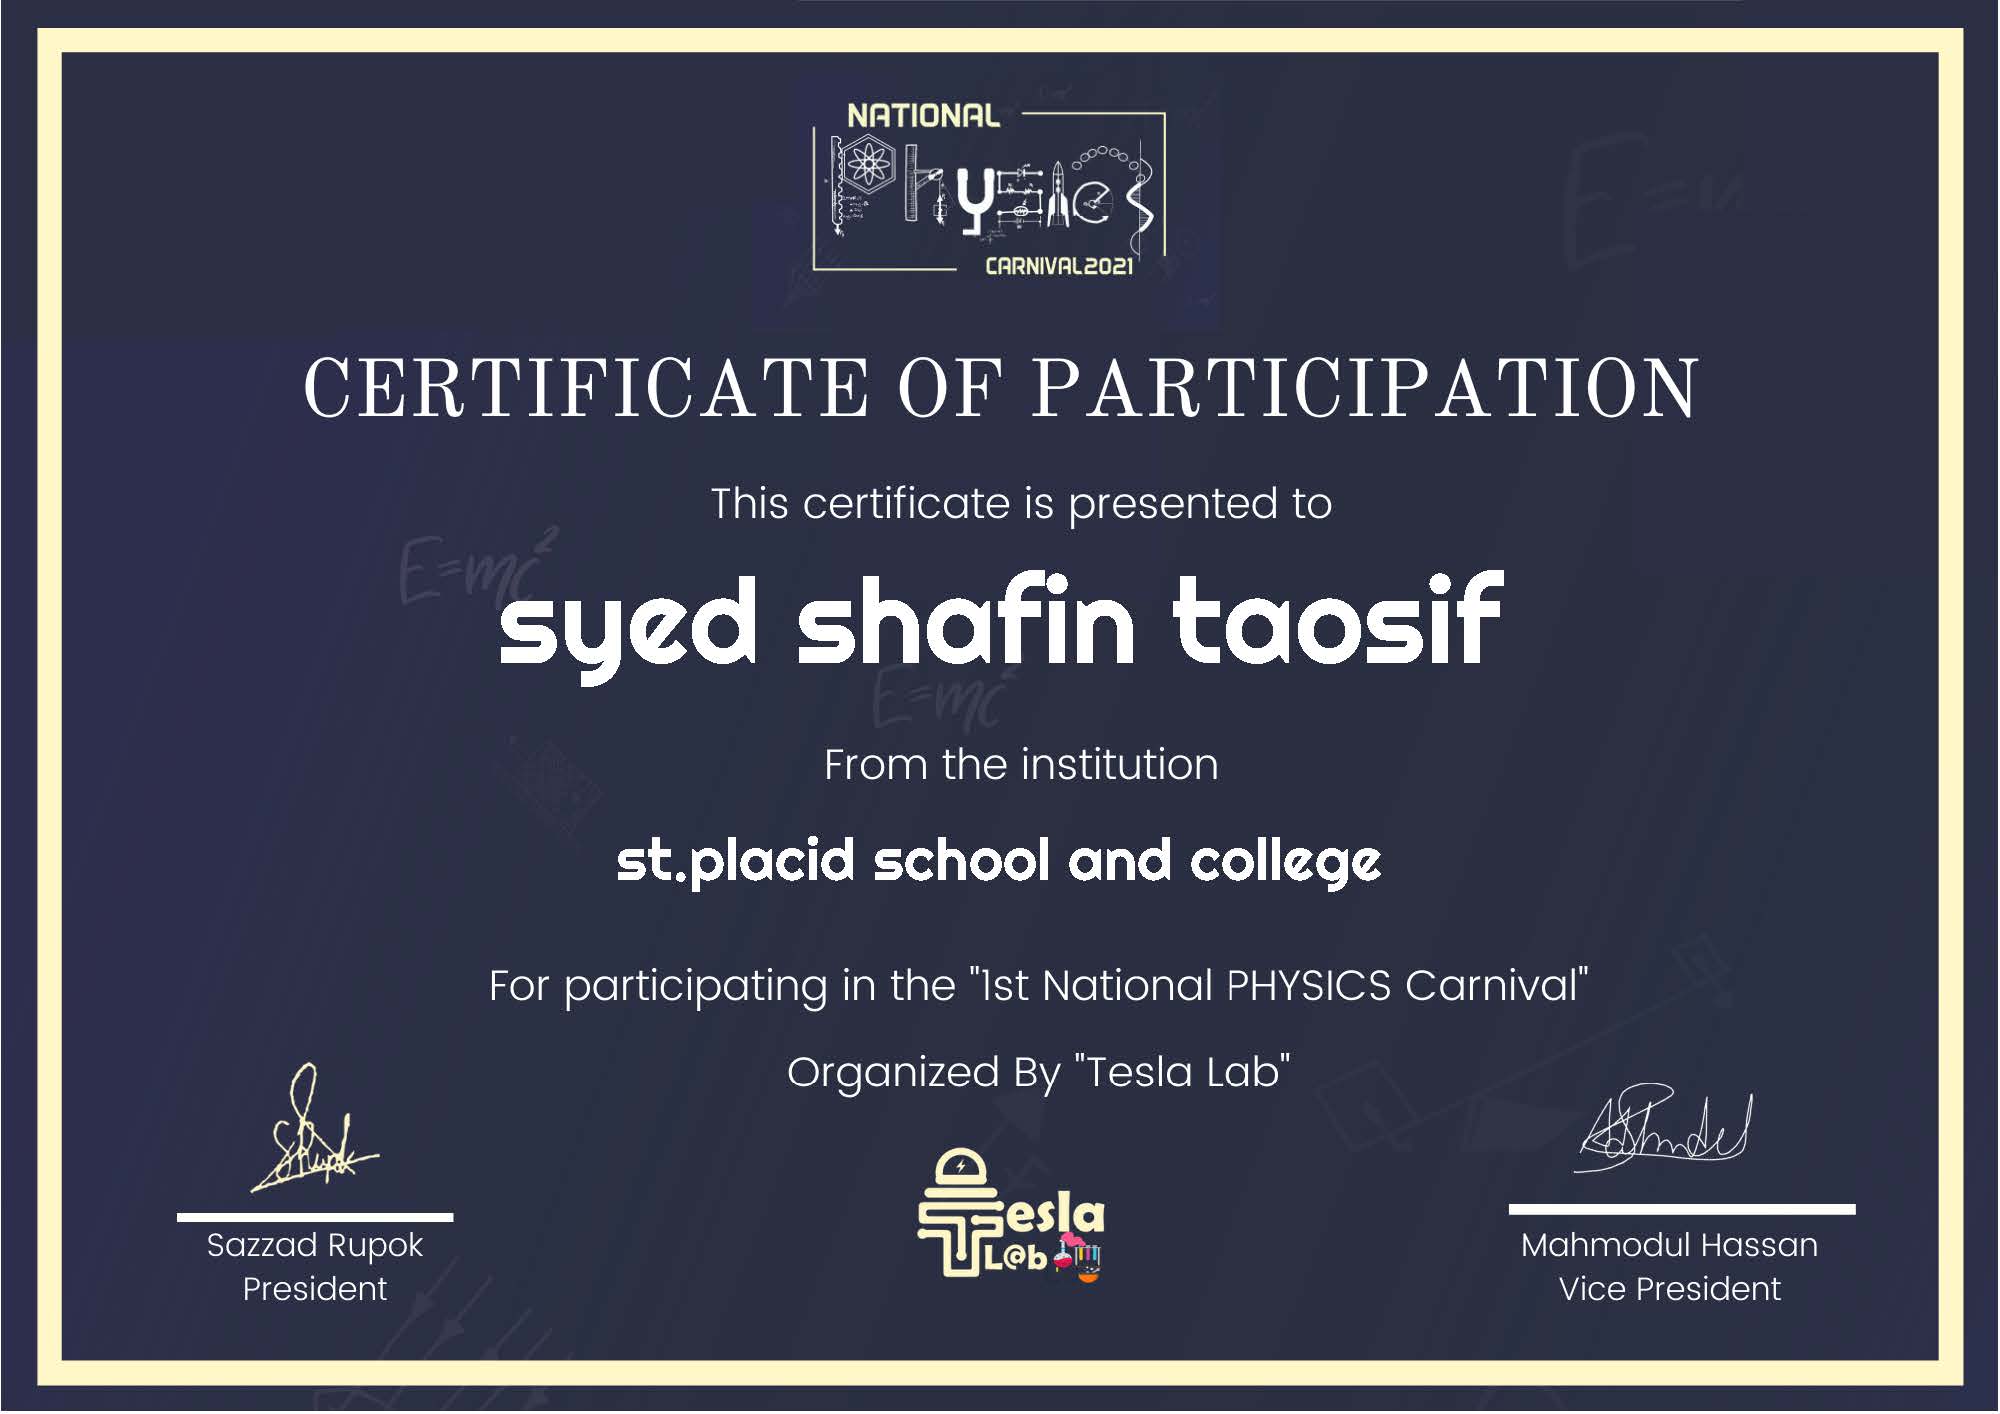 NATIONAL
Physics
CARNIVAL2021
CERTIFICATE OF PARTICIPATION
This certificate is presented to
E=mc²
syed shafin taosif
E=mc²
From the institution
st.placid school and college
For participating in the "1st National PHYSICS Carnival"
Organized By "Tesla Lab"
Tesla
L@b
Sazzad Rupok
President
Mahmodul Hassan
Vice President